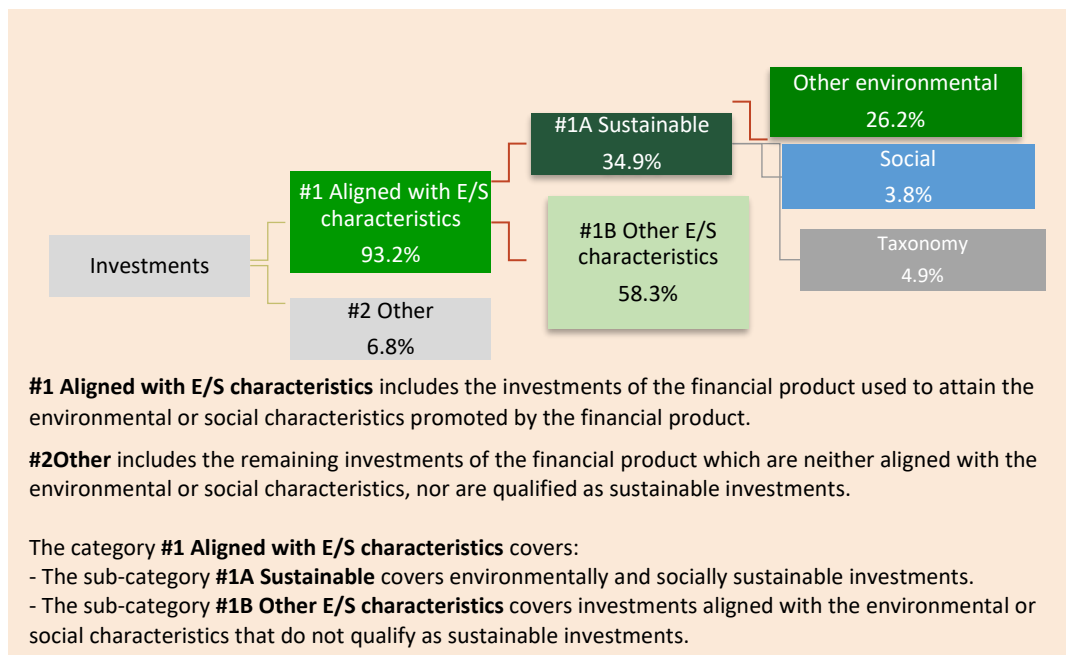 Investments
#1 Aligned with E/S
characteristics
93.2%
#2 Other
6.8%
#1A Sustainable
34.9%
#1B Other E/S
characteristics
58.3%
Other environmental
26.2%
Social
3.8%
Taxonomy
4.9%
#1 Aligned with E/S characteristics includes the investments of the financial product used to attain the
environmental or social characteristics promoted by the financial product.
#2Other includes the remaining investments of the financial product which are neither aligned with the
environmental or social characteristics, nor are qualified as sustainable investments.
The category #1 Aligned with E/S characteristics covers:
- The sub-category #1A Sustainable covers environmentally and socially sustainable investments.
- The sub-category #1B Other E/S characteristics covers investments aligned with the environmental or
social characteristics that do not qualify as sustainable investments.